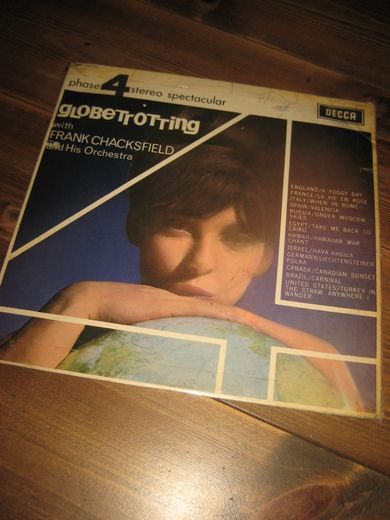 phase 4 stereo spectacular
DECCA
GLOBETROTTING
with
FRANK CHACKSFIELD
and His Orchestra
ENGLAND/A FOGGY DAY
FRANCE/LA VIE EN ROSE
ITALY/WHEN IN ROME
SPAIN/VALENCIA
RUSSIA/UNDER MOSCOW
SKIES
EGYPT/TAKE ME BACK TO
CAIRO
HAWAII/HAWAIIAN WAR
CHANT
ISRAEL/HAVA NAGILA
GERMANY/LIECHTENSTEINER
POLKA
CANADA/CANADIAN SUNSET
BRAZIL/CARNIVAL
UNITED STATES/TURKEY IN
THE STRAW ANYWHERE I
WANDER